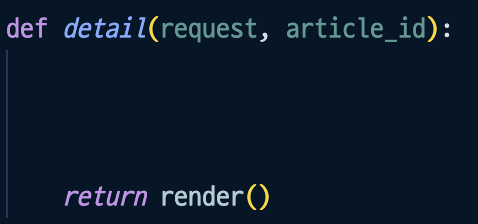 def detail(request, article_id):
return render()